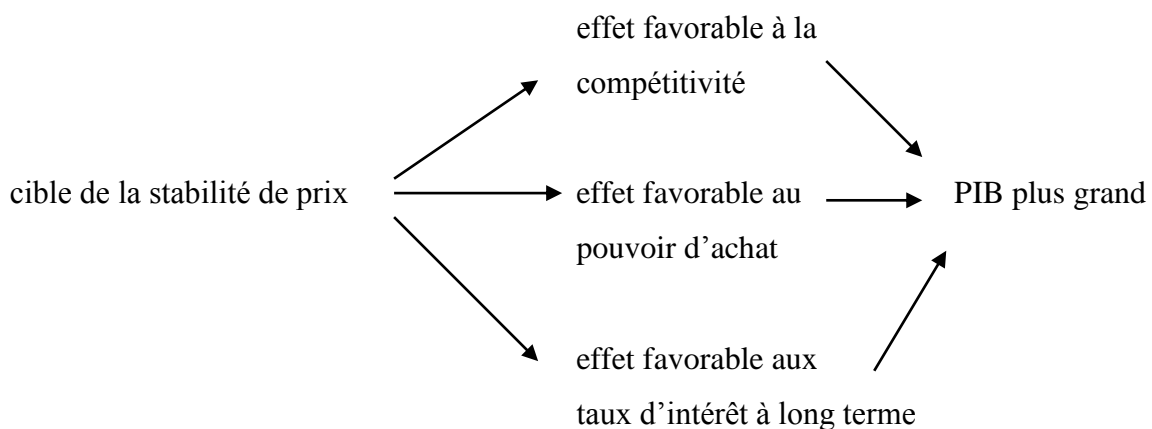 effet favorable à la
compétitivité
cible de la stabilité de prix
effet favorable au
pouvoir d’achat
PIB plus grand
effet favorable aux
taux d’intérêt à long terme